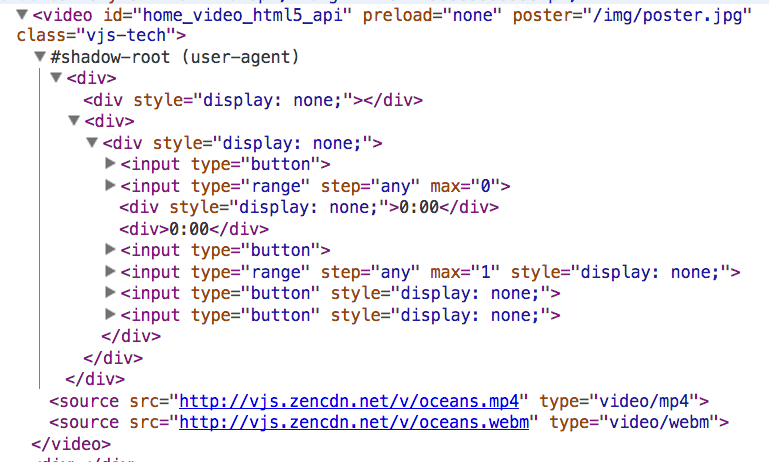 <video id="home_video_html5_api" preload="none" poster="/img/poster.jpg"
class="vjs-tech">
#shadow-root (user-agent)
<div>
<div style="display: none;"></div>
<div>
<div style="display: none;">
<input type="button">
<input type="range" step="any" max="0">
<div style="display: none;">0:00</div>
<div>0:00</div>
<input type="button">
<input type="range" step="any" max="1" style="display: none;">
<input type="button" style="display: none;">
<input type="button" style="display: none;">
</div>
</div>
</div>
<source src="http://vjs.zencdn.net/v/oceans.mp4" type="video/mp4">
<source src="http://vjs.zencdn.net/v/oceans.webm" type="video/webm">
</video>